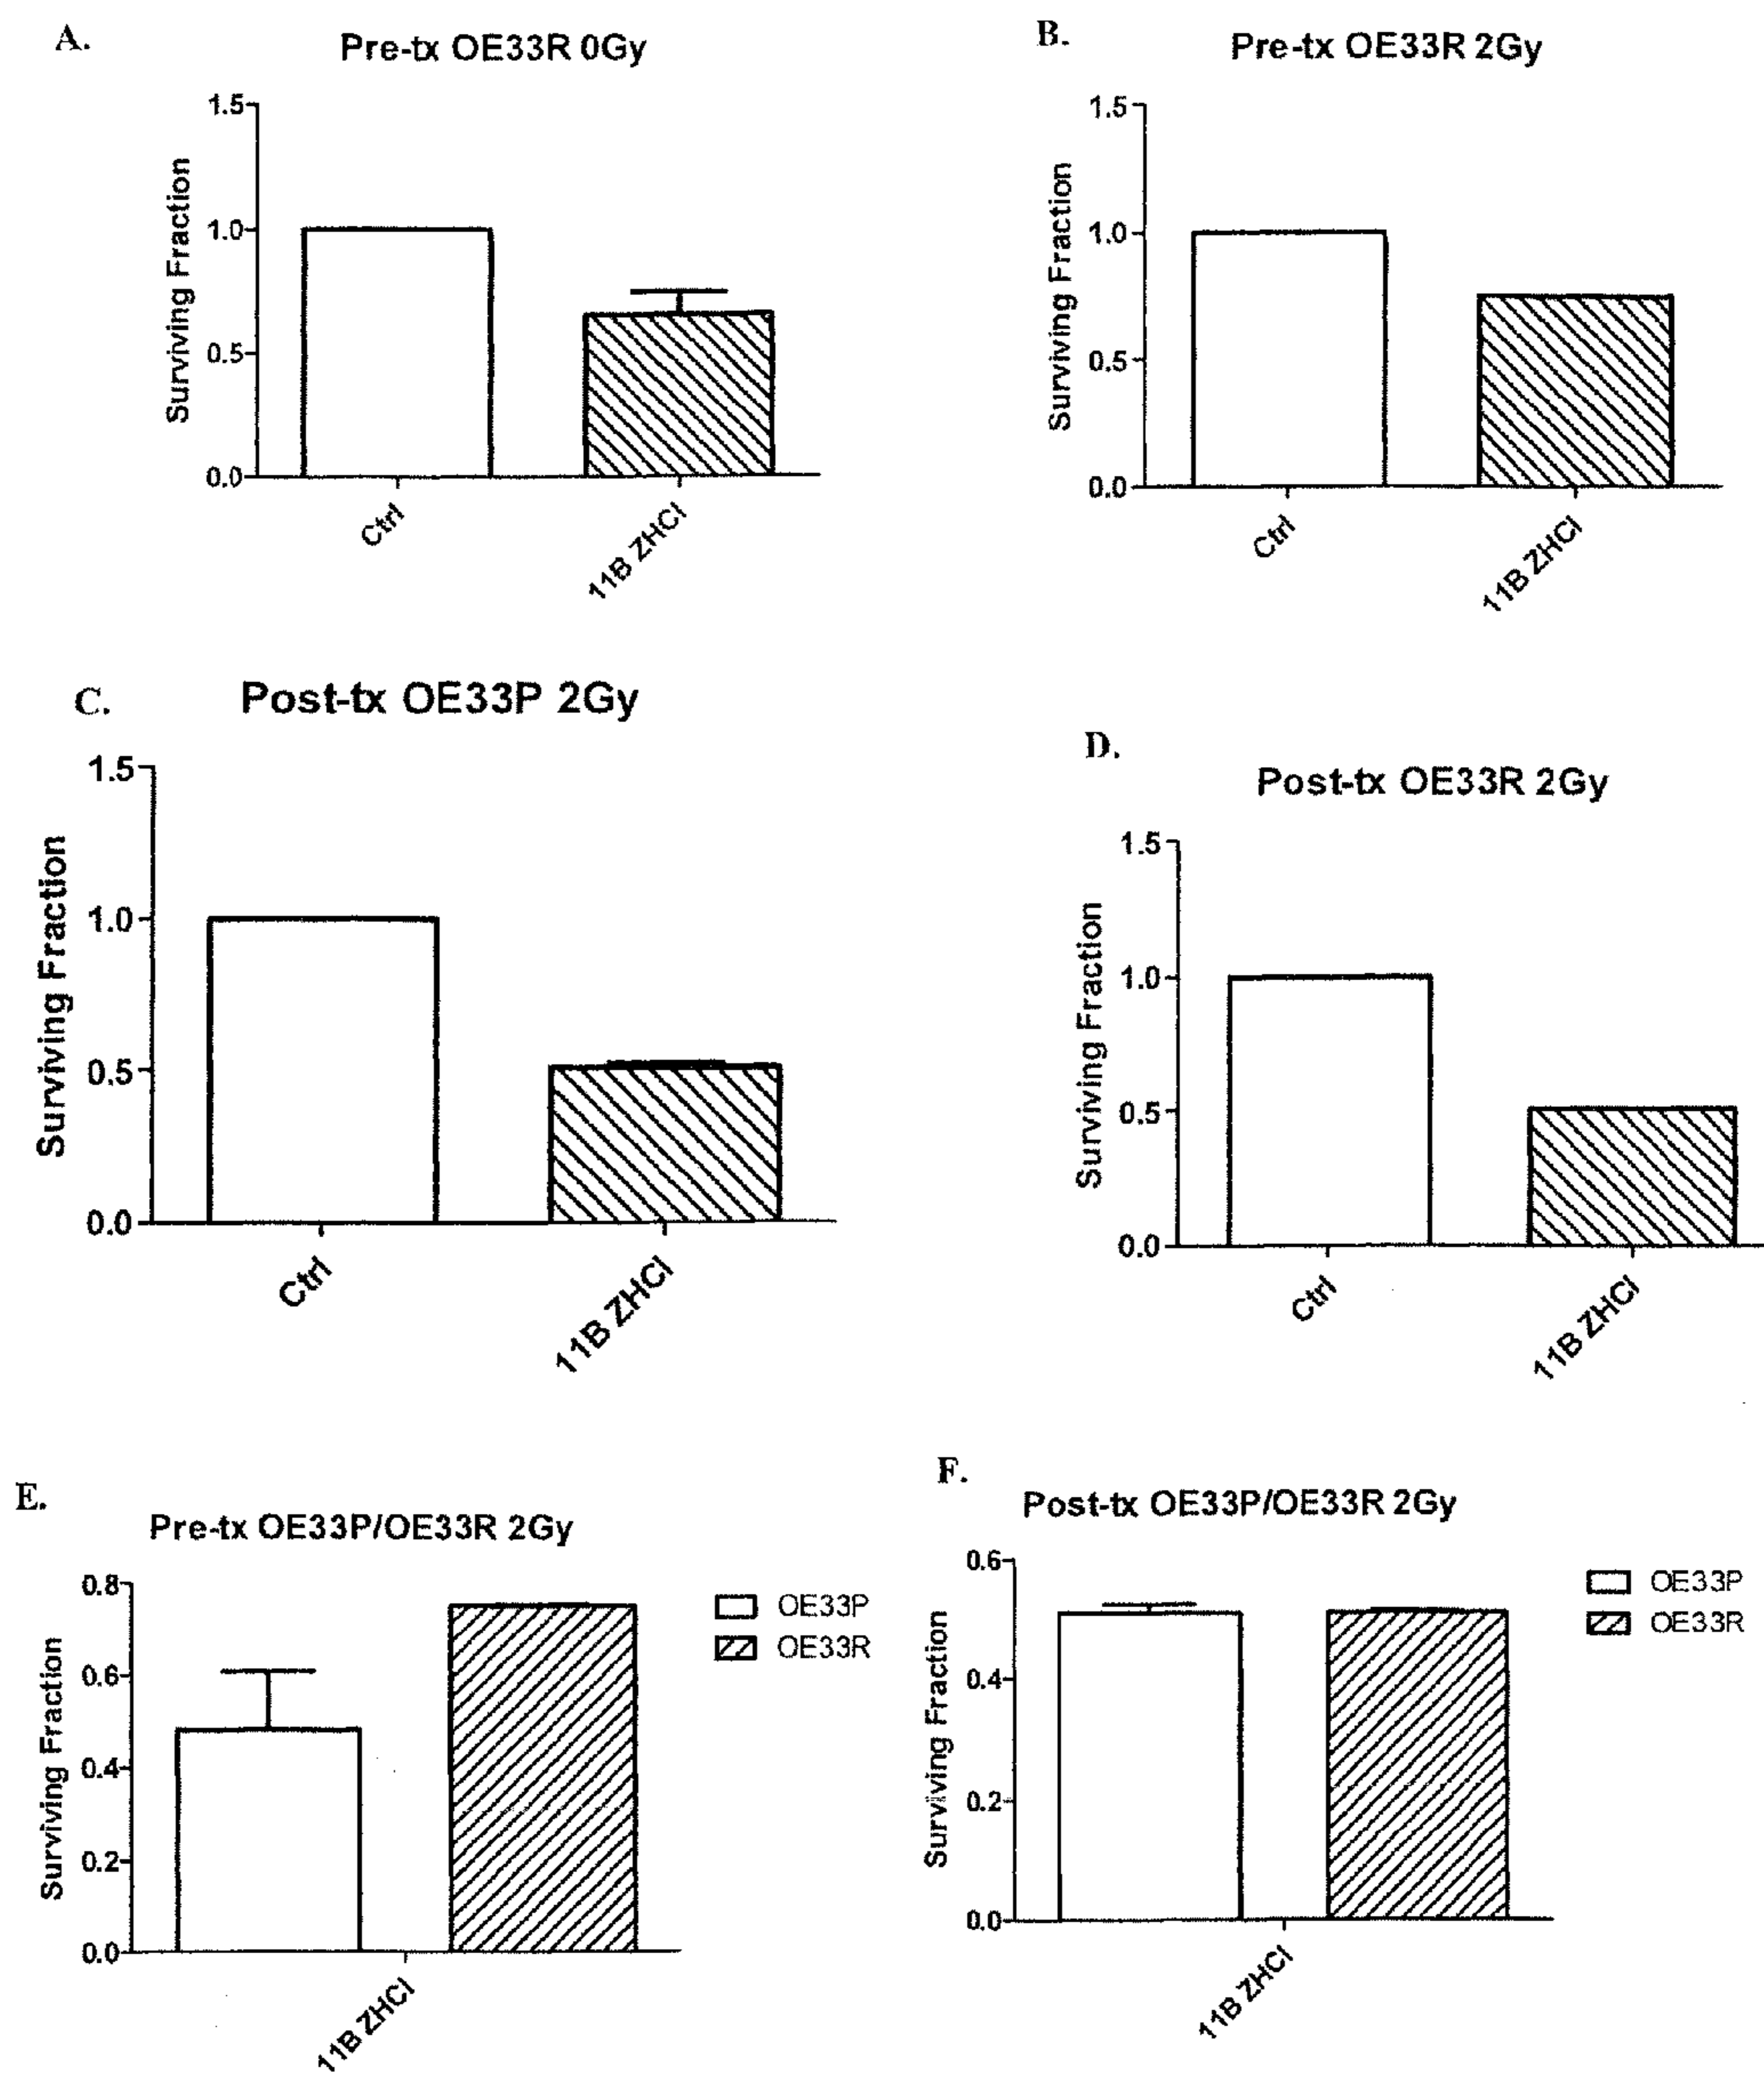 A.
Pre-tx OE33R 0Gy
1.5
1.0
0.5
0.0
Surviving Fraction
Ctrl
11B ZHCl
B.
Pre-tx OE33R 2Gy
1.5
1.0
0.5
0.0
Surviving Fraction
Ctrl
11B ZHCl
C.
Post-tx OE33P 2Gy
1.5
1.0
0.5
0.0
Surviving Fraction
Ctrl
11B ZHCl
D.
Post-tx OE33R 2Gy
1.5
1.0
0.5
0.0
Surviving Fraction
Ctrl
11B ZHCl
E.
Pre-tx OE33P/OE33R 2Gy
0.8
0.6
0.4
0.2
0.0
Surviving Fraction
11B ZHCl
OE33P
OE33R
F.
Post-tx OE33P/OE33R 2Gy
0.6
0.4
0.2
0.0
Surviving Fraction
11B ZHCl
OE33P
OE33R